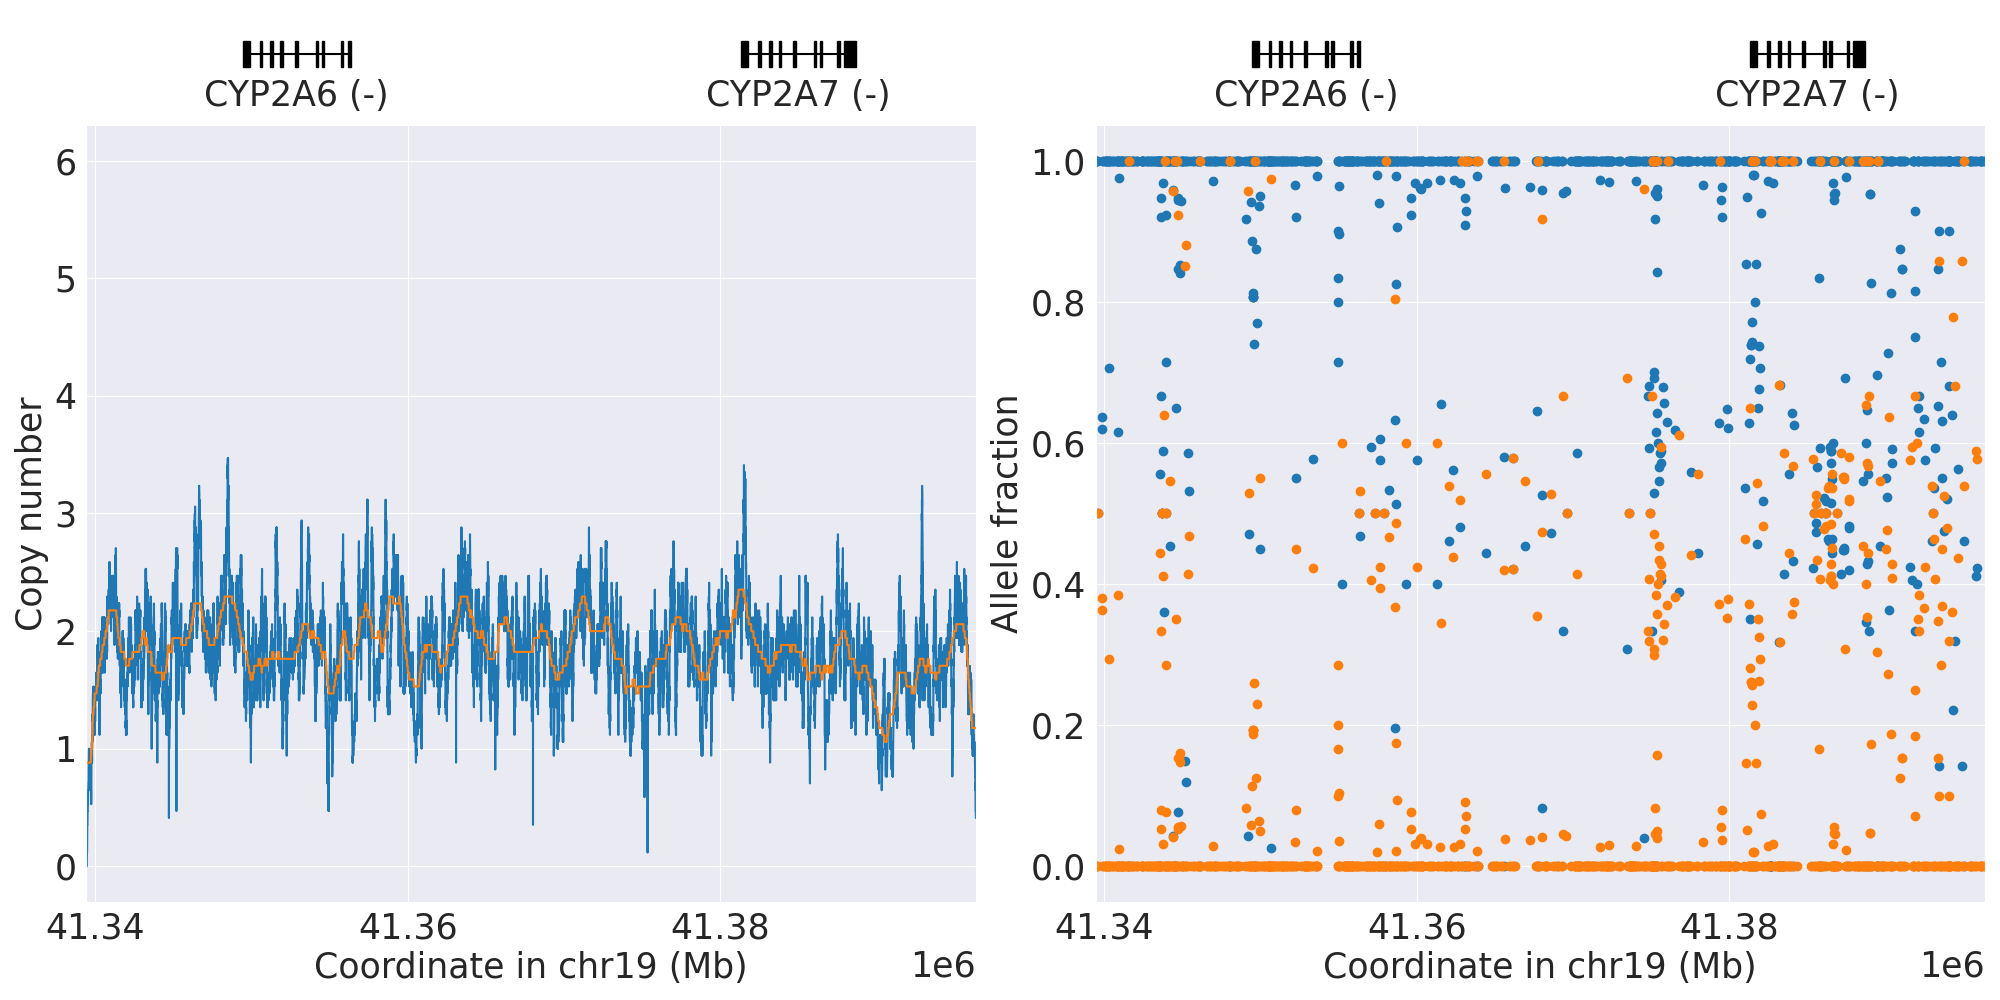 CYP2A6 (-)
CYP2A7 (-)
Copy number
6
5
4
3
2
1
0
41.34
41.36
41.38
Coordinate in chr19 (Mb)
1e6
CYP2A6 (-)
CYP2A7 (-)
Allele fraction
1.0
0.8
0.6
0.4
0.2
0.0
41.34
41.36
41.38
Coordinate in chr19 (Mb)
1e6